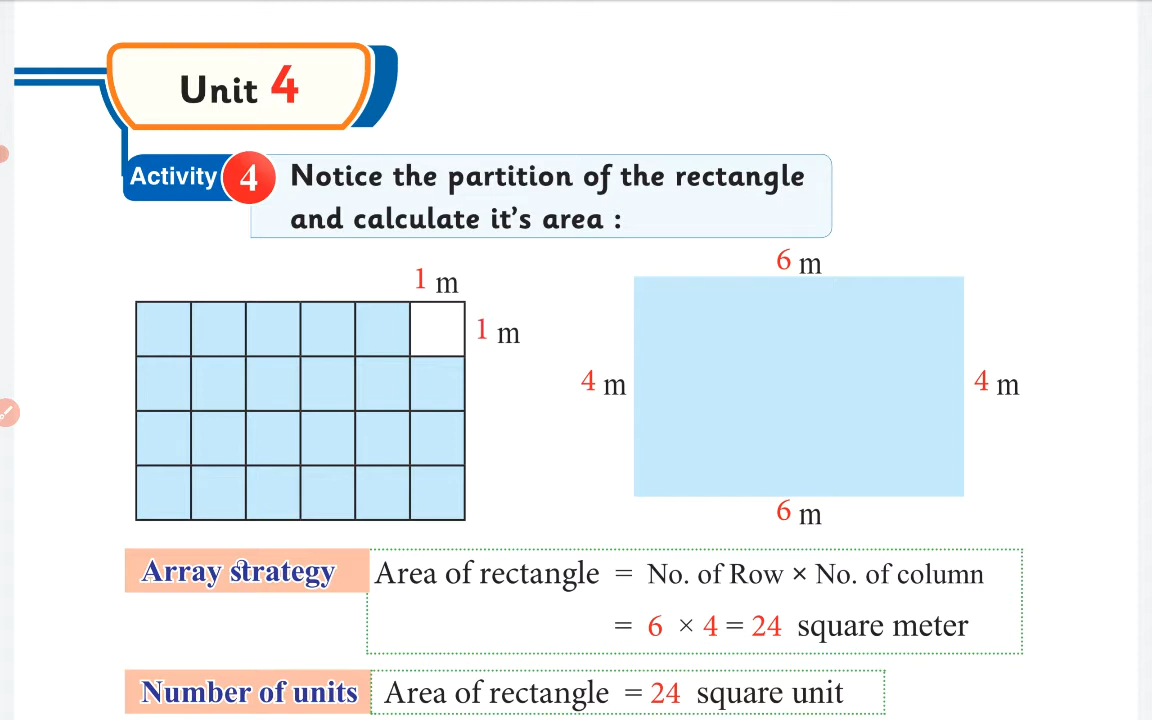 Unit 4
Activity 4 Notice the partition of the rectangle
and calculate it's area :
1 m
1 m
6 m
4 m
4 m
6 m
Array strategy Area of rectangle = No. of Row × No. of column
= 6 × 4 = 24 square meter
Number of units Area of rectangle = 24 square unit